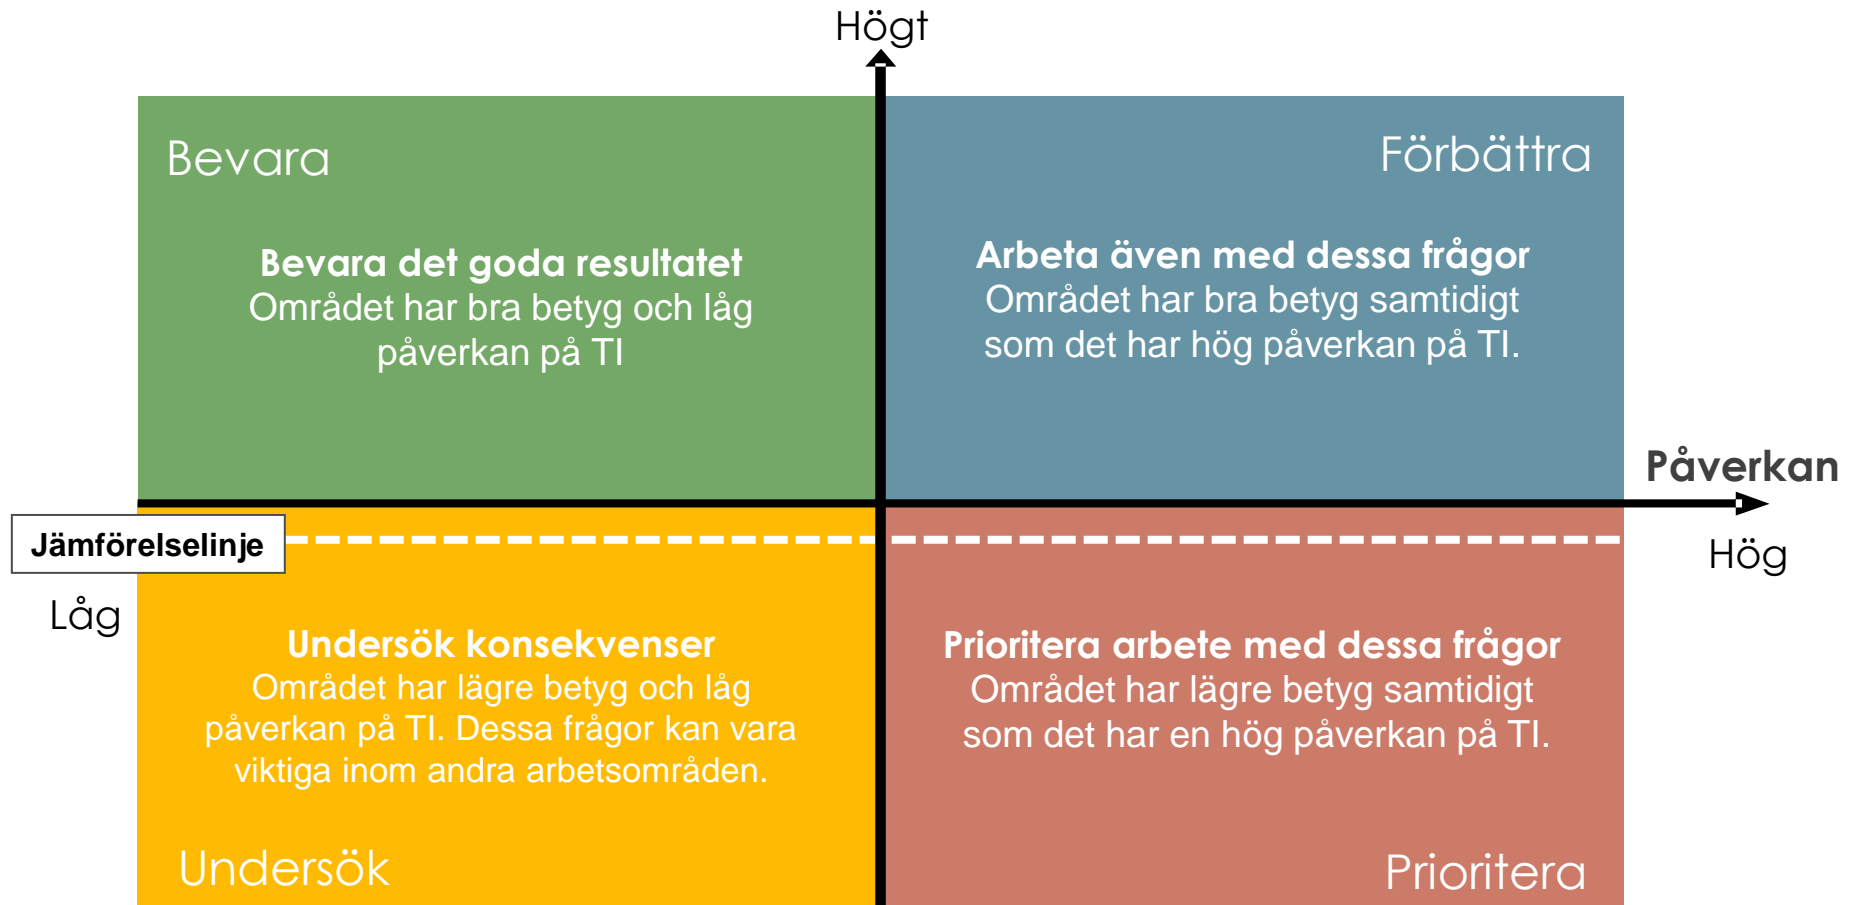 Högt
Bevara
Förbättra
Bevara det goda resultatet
Området har bra betyg och låg
påverkan på TI
Arbeta även med dessa frågor
Området har bra betyg samtidigt
som det har hög påverkan på TI.
Påverkan
Jämförelselinje
Hög
Låg
Undersök konsekvenser
Området har lägre betyg och låg
påverkan på TI. Dessa frågor kan vara
viktiga inom andra arbetsområden.
Prioritera arbete med dessa frågor
Området har lägre betyg samtidigt
som det har en hög påverkan på TI.
Undersök
Prioritera